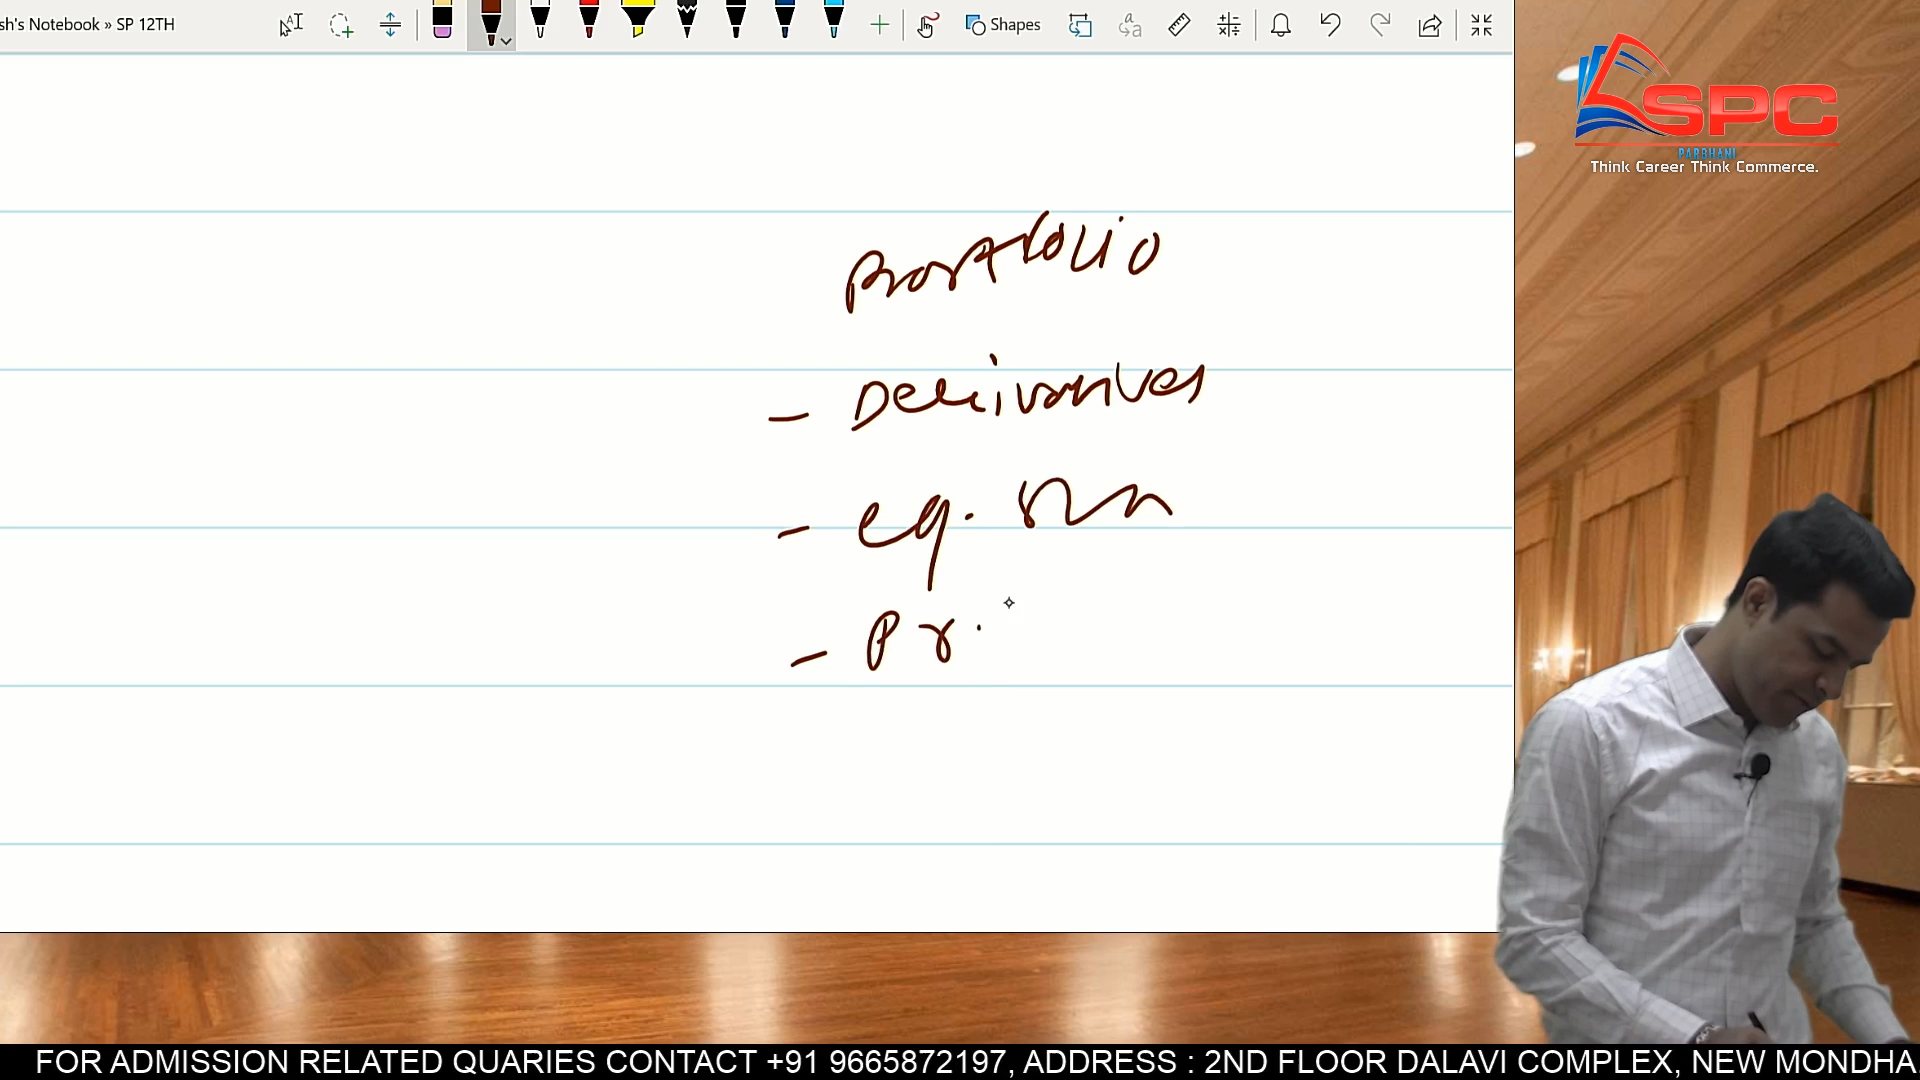 sh's Notebook » SP 12TH
Shapes
SPC
PARBHANI
Think Career Think Commerce.
Portfolio
- Derivatives
- eq.
- Pr.
FOR ADMISSION RELATED QUARIES CONTACT +91 9665872197, ADDRESS : 2ND FLOOR DALAVI COMPLEX, NEW MONDHA